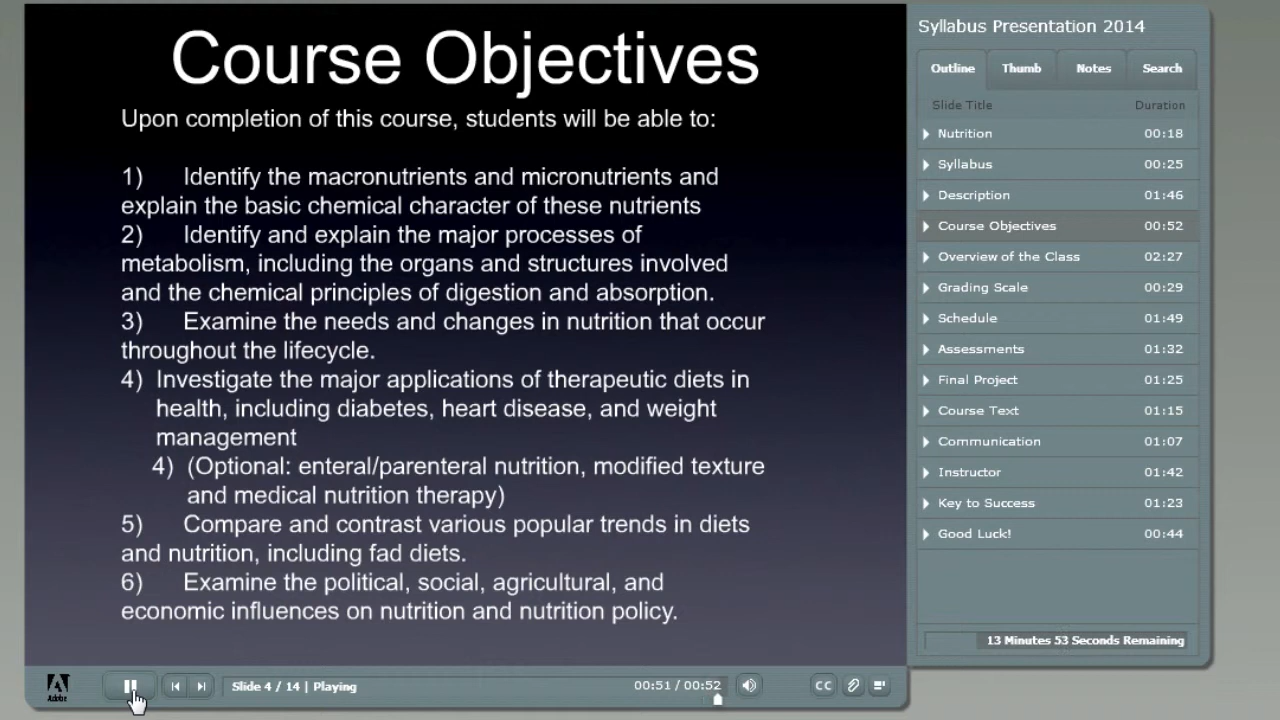 Course Objectives
Upon completion of this course, students will be able to:
1) Identify the macronutrients and micronutrients and
explain the basic chemical character of these nutrients
2) Identify and explain the major processes of
metabolism, including the organs and structures involved
and the chemical principles of digestion and absorption.
3) Examine the needs and changes in nutrition that occur
throughout the lifecycle.
4) Investigate the major applications of therapeutic diets in
health, including diabetes, heart disease, and weight
management
4) (Optional: enteral/parenteral nutrition, modified texture
and medical nutrition therapy)
5) Compare and contrast various popular trends in diets
and nutrition, including fad diets.
6) Examine the political, social, agricultural, and
economic influences on nutrition and nutrition policy.
Adobe
Slide 4 / 14 | Playing
00:51 / 00:52
CC
Syllabus Presentation 2014
Outline Thumb Notes Search
Slide Title Duration
Nutrition 00:18
Syllabus 00:25
Description 01:46
Course Objectives 00:52
Overview of the Class 02:27
Grading Scale 00:29
Schedule 01:49
Assessments 01:32
Final Project 01:25
Course Text 01:15
Communication 01:07
Instructor 01:42
Key to Success 01:23
Good Luck! 00:44
13 Minutes 53 Seconds Remaining